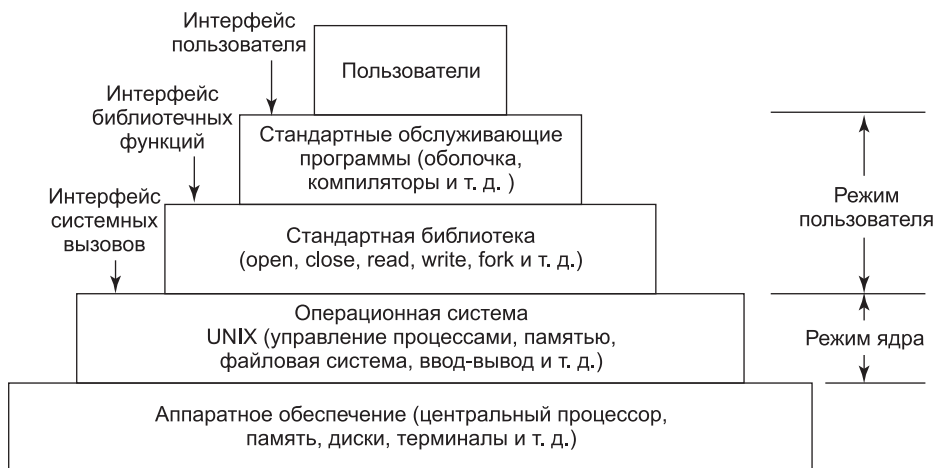 Интерфейс
пользователя
Пользователи
Интерфейс
библиотечных
функций
Стандартные обслуживающие
программы (оболочка,
компиляторы и т. д. )
Интерфейс
системных
вызовов
Режим
пользователя
Стандартная библиотека
(open, close, read, write, fork и т. д.)
Операционная система
UNIX (управление процессами, памятью,
файловая система, ввод-вывод и т. д.)
Режим ядра
Аппаратное обеспечение (центральный процессор,
память, диски, терминалы и т. д.)